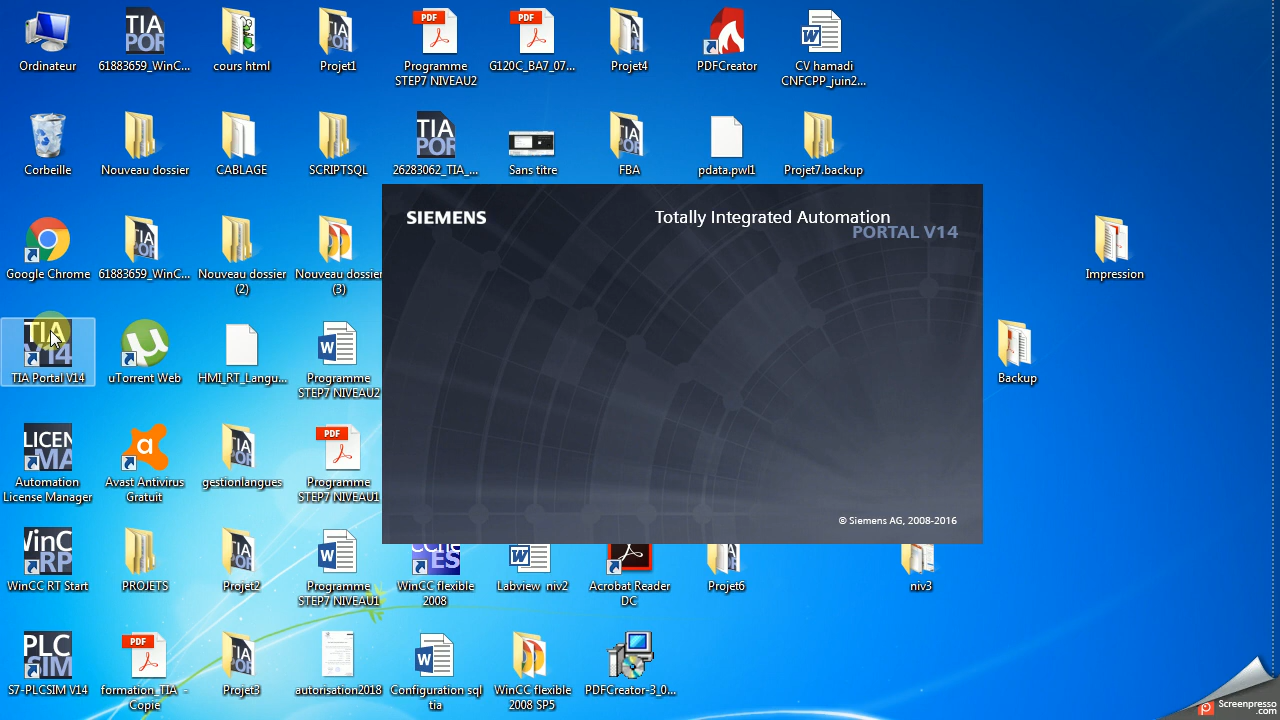 Ordinateur
61883659_WinC...
cours html
Projet1
Programme
STEP7 NIVEAU2
G120C_BA7_07...
Projet4
PDFCreator
CV hamadi
CNFCPP_juin2...
Corbeille
Nouveau dossier
CABLAGE
SCRIPTSQL
26283062_TIA_...
Sans titre
FBA
pdata.pwl1
Projet7.backup
SIEMENS
Totally Integrated Automation
PORTAL V14
Google Chrome
61883659_WinC...
Nouveau dossier
(2)
Nouveau dossier
(3)
Impression
TIA
V14
TIA Portal V14
uTorrent Web
HMI_RT_Langu...
Programme
STEP7 NIVEAU2
Backup
Automation
License Manager
Avast Antivirus
Gratuit
gestionlangues
PDF
Programme
STEP7 NIVEAU1
© Siemens AG, 2008-2016
WinCC RT Start
PROJETS
Projet2
Programme
STEP7 NIVEAU1
WinCC flexible
2008
Labview_niv2
Acrobat Reader
DC
Projet6
niv3
PLC
SIM
S7-PLCSIM V14
PDF
formation_TIA -
Copie
Projet3
autorisation2018
Configuration sql
tia
WinCC flexible
2008 SP5
PDFCreator-3_0...
Screenpresso
.com